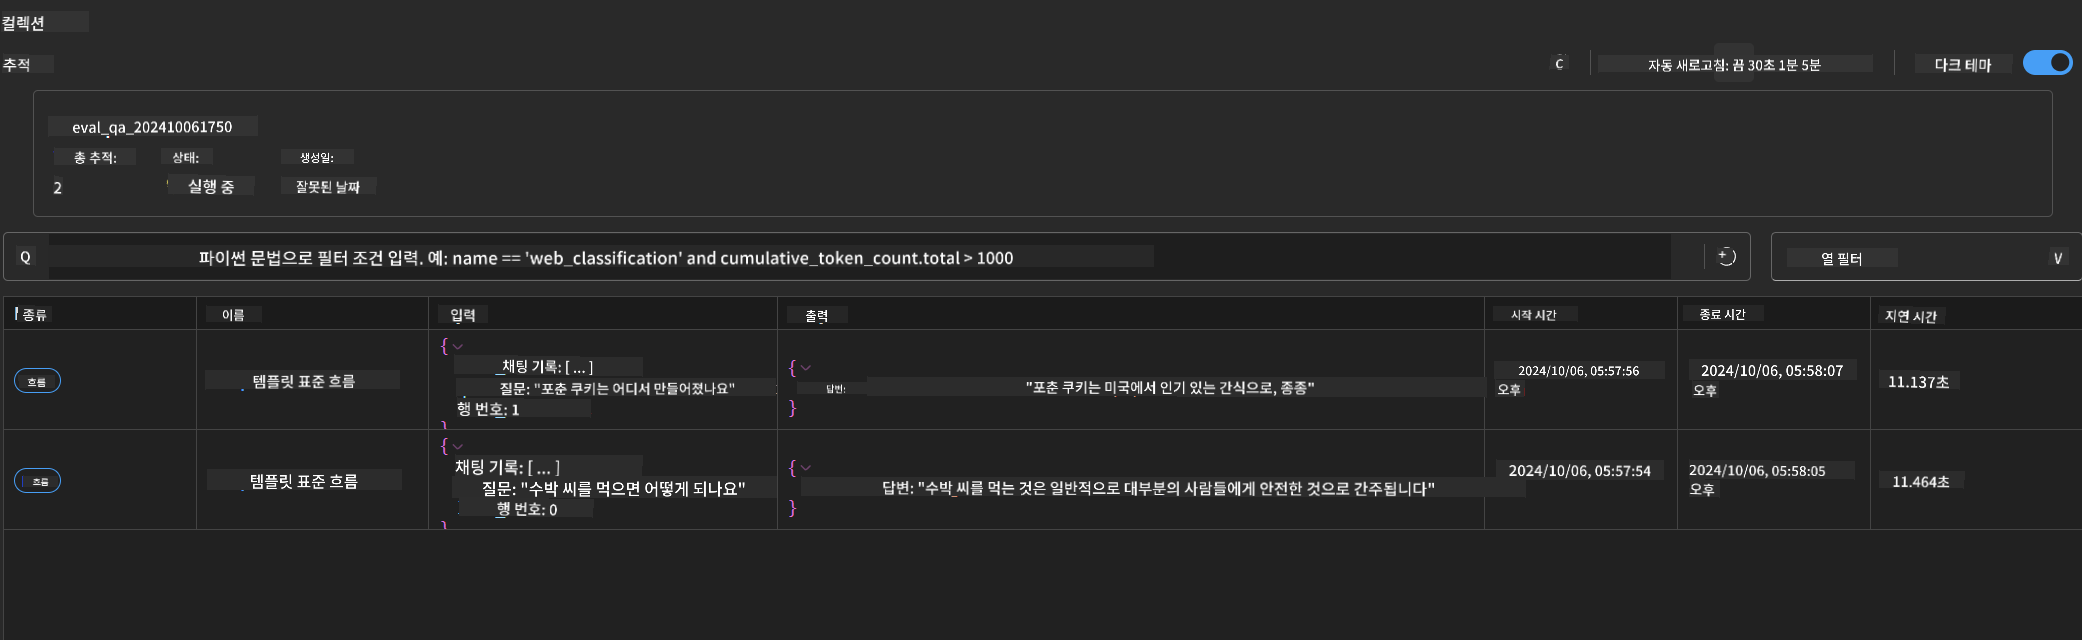 컬렉션
추적
C 자동 새로고침: 끔 30초 1분 5분 다크 테마
eval_qa_202410061750
총 추적: 상태: 생성일:
2 실행 중 잘못된 날짜
Q 파이썬 문법으로 필터 조건 입력. 예: name == 'web_classification' and cumulative_token_count.total > 1000 열 필터 V
종류 이름 입력 출력 시작 시간 종료 시간 지연 시간
{
_채팅 기록: [ ... ]
흐름 템플릿 표준 흐름 질문: "포춘 쿠키는 어디서 만들어졌나요" 답변: "포춘 쿠키는 미국에서 인기 있는 간식으로, 종종" 2024/10/06, 05:57:56 오후 2024/10/06, 05:58:07 오후 11.137초
행 번호: 1
}
{
채팅 기록: [ ... ]
흐름 템플릿 표준 흐름 질문: "수박 씨를 먹으면 어떻게 되나요" 답변: "수박 씨를 먹는 것은 일반적으로 대부분의 사람들에게 안전한 것으로 간주됩니다" 2024/10/06, 05:57:54 2024/10/06, 05:58:05 오후 11.464초
행 번호: 0
}